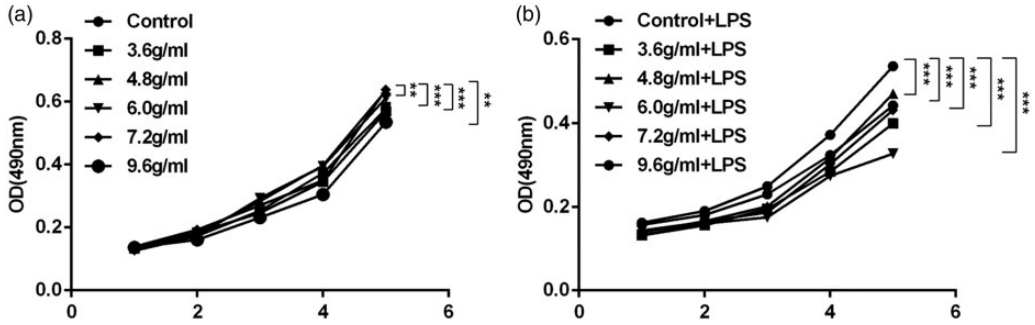 (a)
Control
3.6g/ml
4.8g/ml
6.0g/ml
7.2g/ml
9.6g/ml
OD(490nm)
0.8
0.6
0.4
0.2
0.0
0 2 4 6
**
***
***
**
(b)
Control+LPS
3.6g/ml+LPS
4.8g/ml+LPS
6.0g/ml+LPS
7.2g/ml+LPS
9.6g/ml+LPS
OD(490nm)
0.6
0.4
0.2
0.0
0 2 4 6
***
***
***
***
***